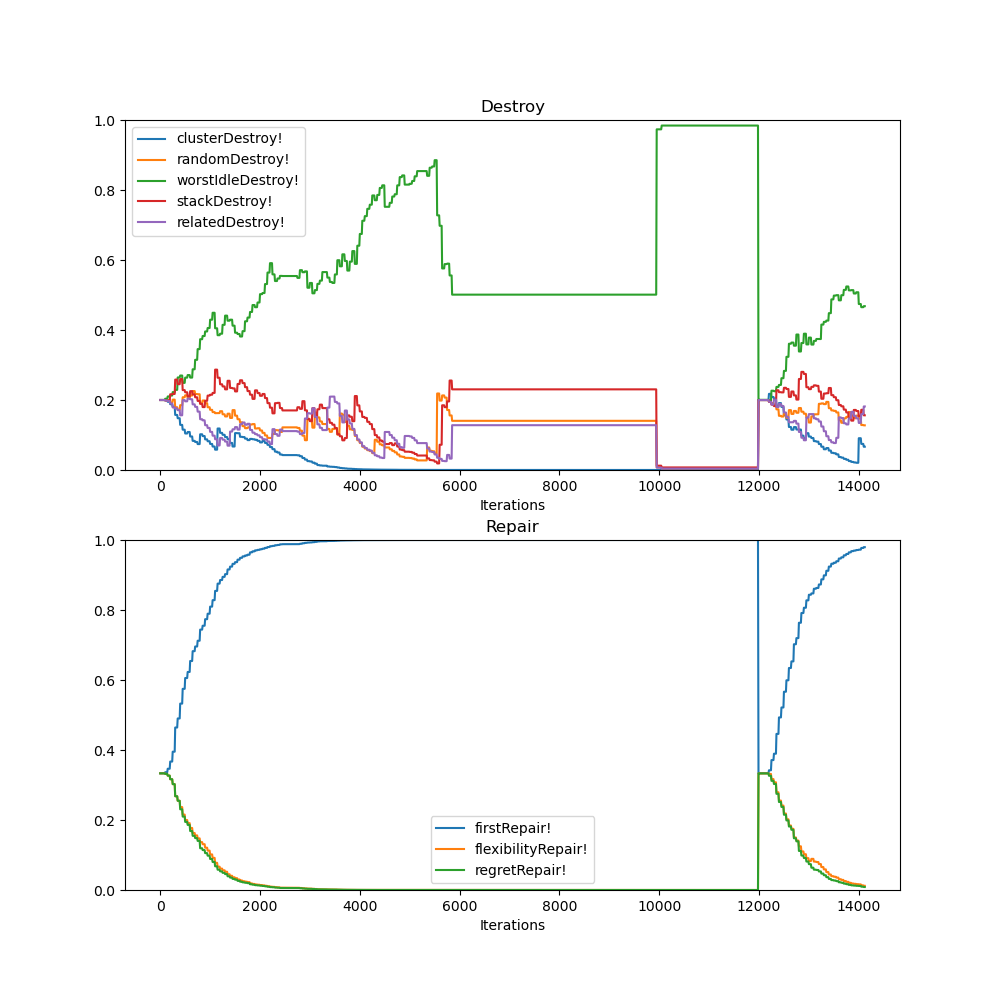 Destroy
1.0
0.8
0.6
0.4
0.2
0.0
clusterDestroy!
randomDestroy!
worstIdleDestroy!
stackDestroy!
relatedDestroy!
0 2000 4000 6000 8000 10000 12000 14000
Iterations
Repair
1.0
0.8
0.6
0.4
0.2
0.0
firstRepair!
flexibilityRepair!
regretRepair!
0 2000 4000 6000 8000 10000 12000 14000
Iterations